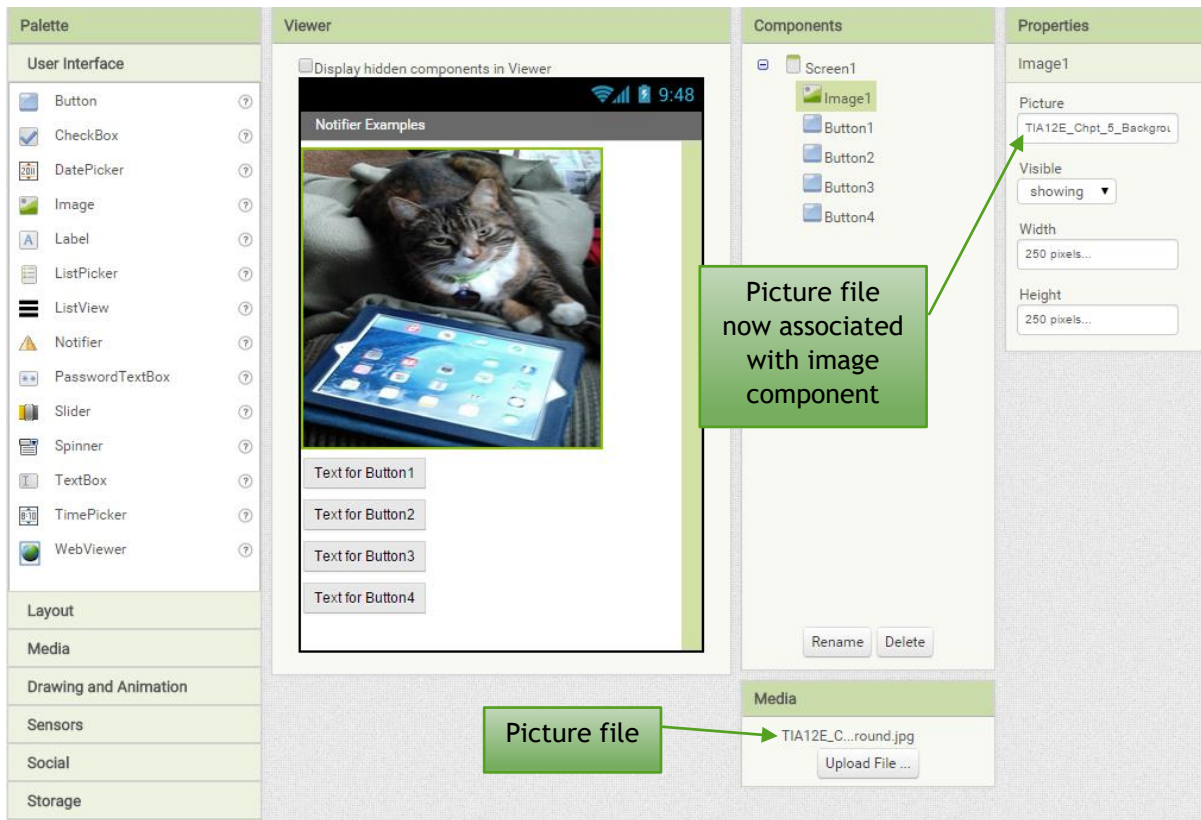 Palette
User Interface
Button
CheckBox
DatePicker
Image
Label
ListPicker
ListView
Notifier
PasswordTextBox
Slider
Spinner
TextBox
TimePicker
WebViewer
Layout
Media
Drawing and Animation
Sensors
Social
Storage
Viewer
Display hidden components in Viewer
9:48
Notifier Examples
Text for Button1
Text for Button2
Text for Button3
Text for Button4
Picture file
Components
Screen1
Image1
Button1
Button2
Button3
Button4
Picture file
now associated
with image
component
Rename Delete
Media
TIA12E_C...round.jpg
Upload File ...
Properties
Image1
Picture
TIA12E_Chpt_5_Backgrou
Visible
showing
Width
250 pixels...
Height
250 pixels...